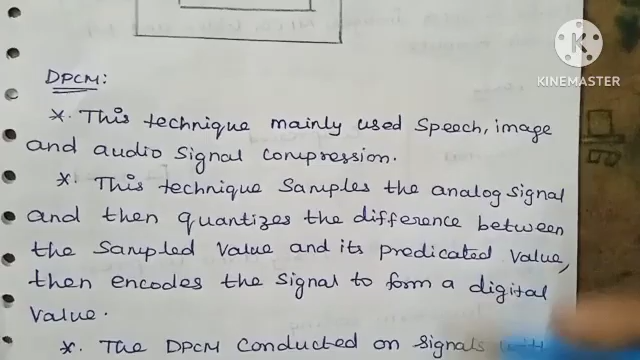 KINEMASTER
DPCM:
*. This technique mainly used Speech, image
and audio Signal compression.
*. This technique Samples the analog Signal
and then quantizes the difference between
the Sampled Value and its predicated Value,
then encodes the Signal to form a digital
Value.
*. The DPCM Conducted on Signals